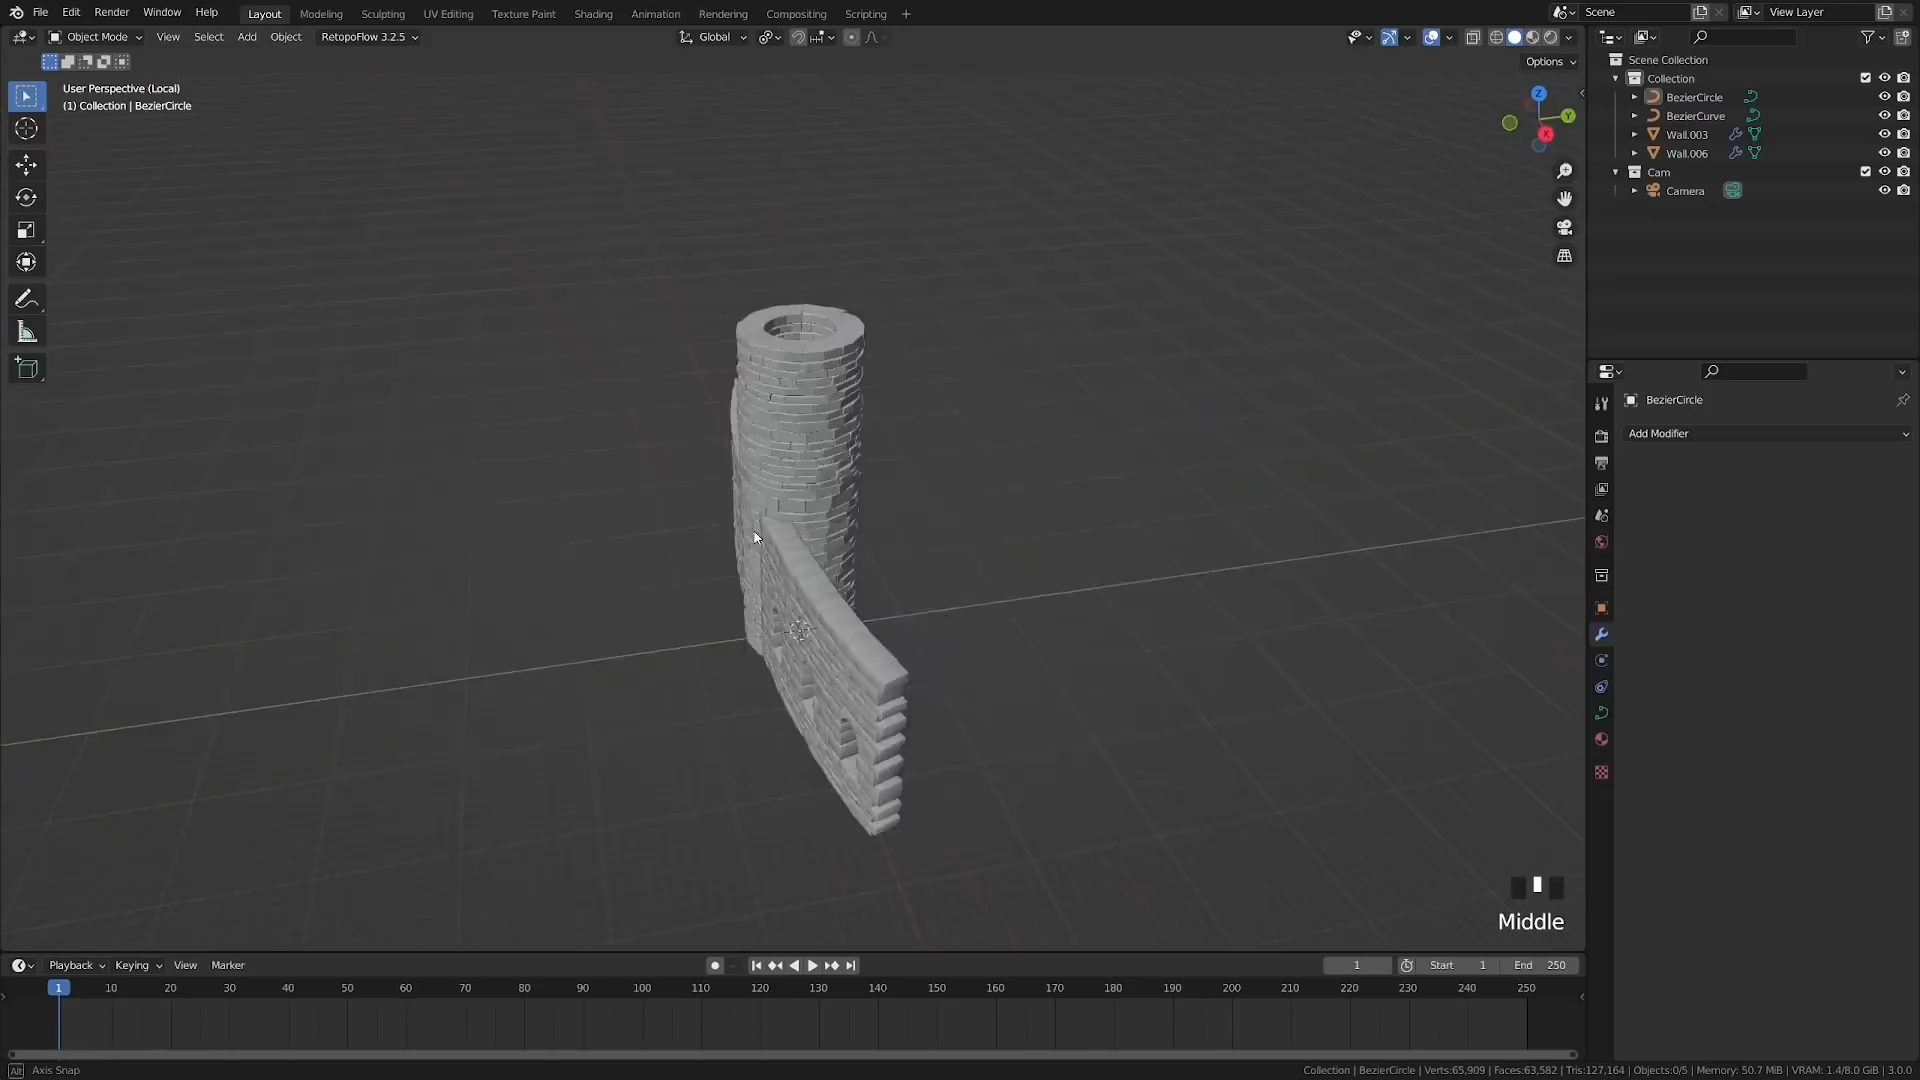 File Edit Render Window Help Layout Modeling Sculpting UV Editing Texture Paint Shading Animation Rendering Compositing Scripting + Scene View Layer
Object Mode View Select Add Object RetopoFlow 3.2.5 Global
Options
User Perspective (Local)
(1) Collection | BezierCircle
Z
Y
X
Scene Collection
Collection
BezierCircle
BezierCurve
Wall.003
Wall.006
Cam
Camera
BezierCircle
Add Modifier
Middle
Playback Keying View Marker 1 Start 1 End 250
1 10 20 30 40 50 60 70 80 90 100 110 120 130 140 150 160 170 180 190 200 210 220 230 240 250
Alt Axis Snap Collection | BezierCircle | Verts:65,909 | Faces:63,582 | Tris:127,164 | Objects:0/5 | Memory: 50.7 MiB | VRAM: 1.4/8.0 GiB | 3.0.0